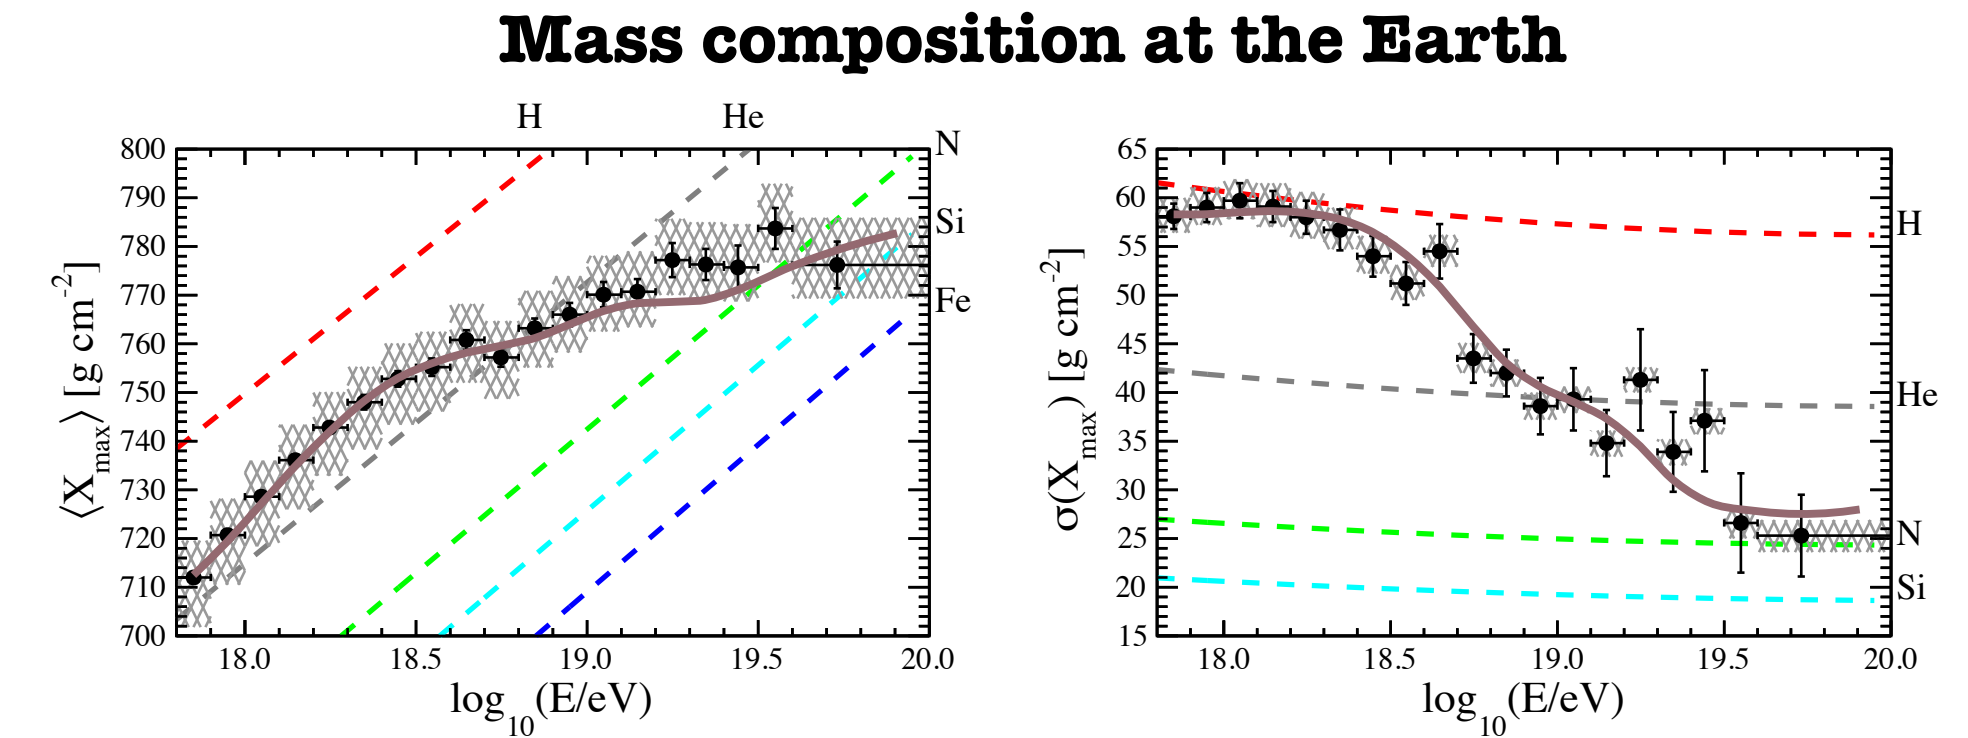 Mass composition at the Earth
H He
N
Si
Fe
800
790
780
770
760
750
740
730
720
710
700
⟨X_max⟩ [g cm⁻²]
18.0 18.5 19.0 19.5 20.0
log₁₀(E/eV)
65
60
55
50
45
40
35
30
25
20
15
σ(X_max) [g cm⁻²]
H
He
N
Si
18.0 18.5 19.0 19.5 20.0
log₁₀(E/eV)